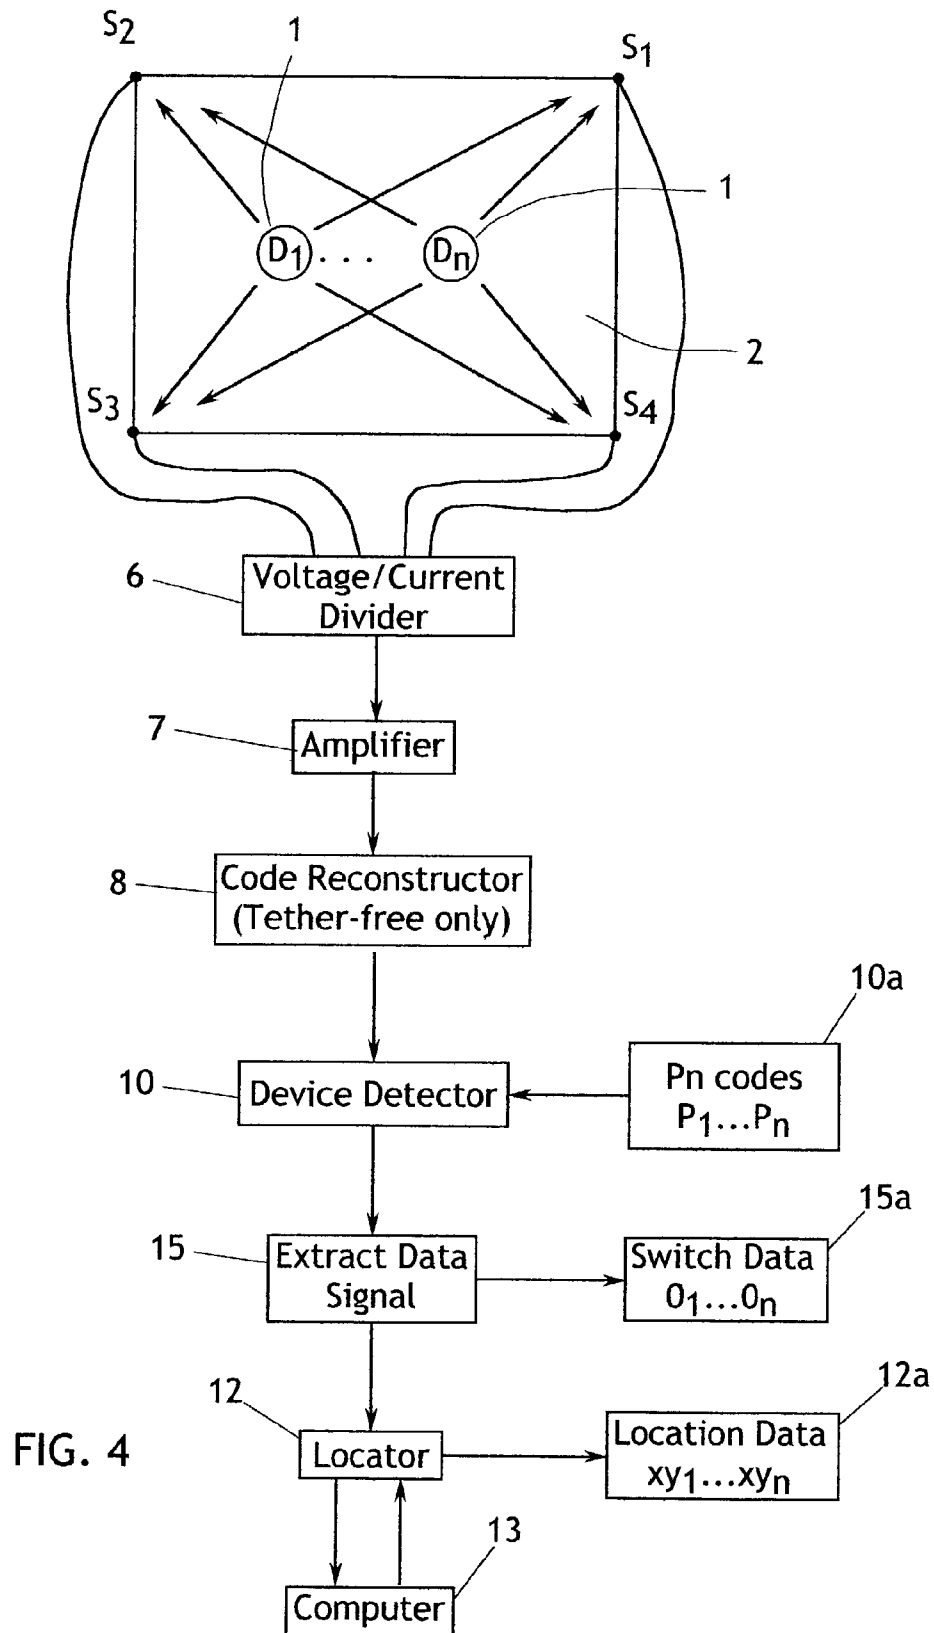 S2
1
S1
1
D1 . . . Dn
2
S3
S4
6
Voltage/Current
Divider
7
Amplifier
8
Code Reconstructor
(Tether-free only)
10a
10
Device Detector
Pn codes
P1...Pn
15a
15
Extract Data
Signal
Switch Data
O1...On
12
12a
FIG. 4
Locator
Location Data
xy1...xyn
13
Computer